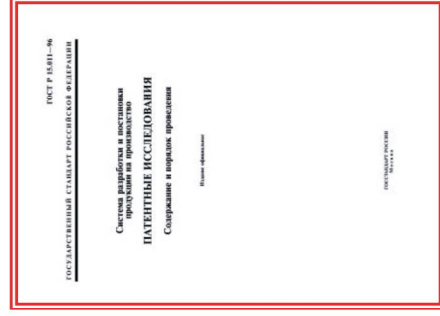 ГОСТ Р 15.011—96
ГОСУДАРСТВЕННЫЙ СТАНДАРТ РОССИЙСКОЙ ФЕДЕРАЦИИ
Система разработки и постановки
продукции на производство
ПАТЕНТНЫЕ ИССЛЕДОВАНИЯ
Содержание и порядок проведения
Издание официальное
ГОССТАНДАРТ РОССИИ
Москва